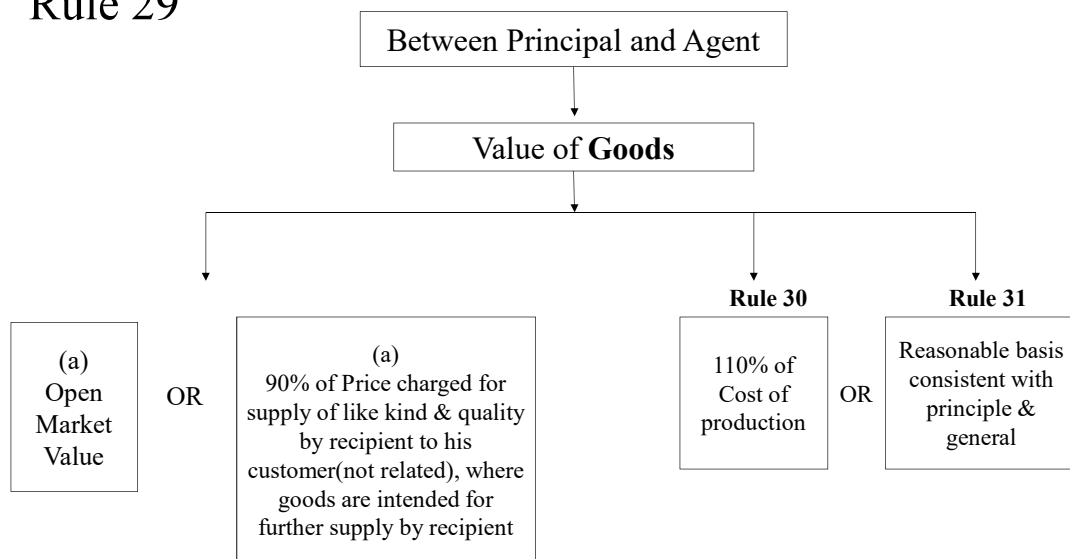 Rule 29
Between Principal and Agent
Value of Goods
(a)
Open
Market
Value
OR
(a)
90% of Price charged for
supply of like kind & quality
by recipient to his
customer(not related), where
goods are intended for
further supply by recipient
Rule 30
110% of
Cost of
production
OR
Rule 31
Reasonable basis
consistent with
principle &
general